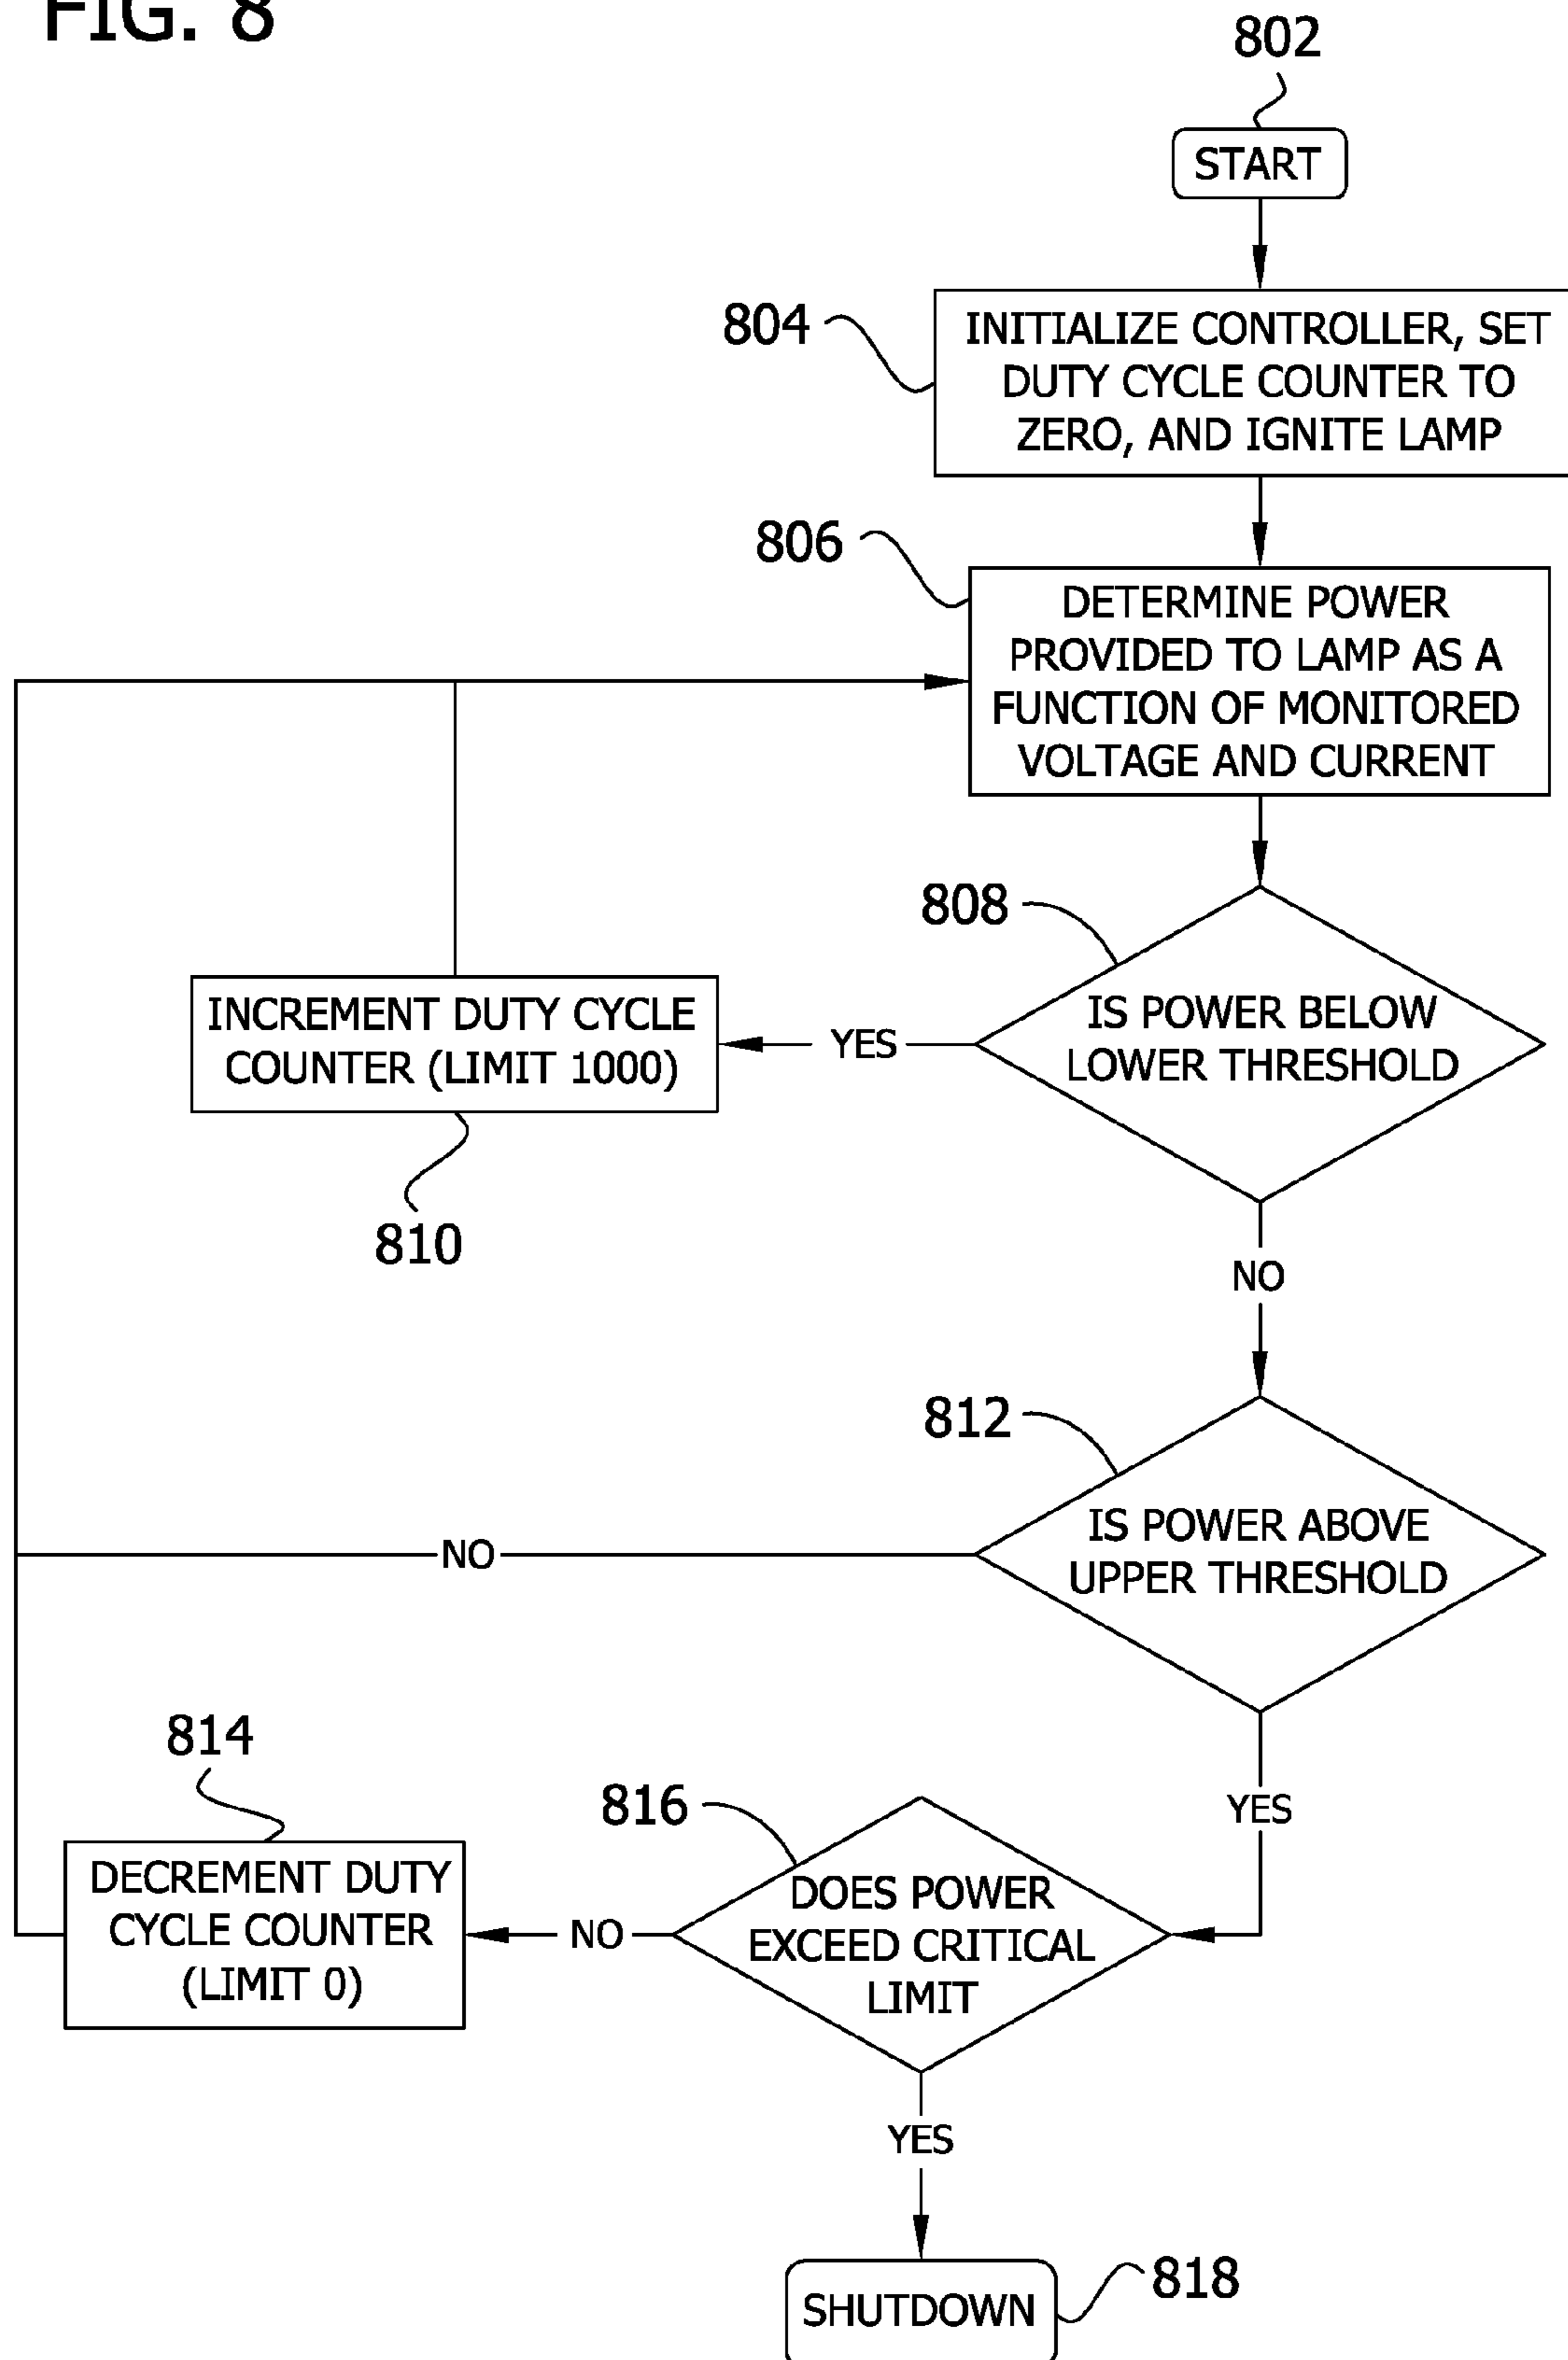 FIG. 8
802
START
804
INITIALIZE CONTROLLER, SET
DUTY CYCLE COUNTER TO
ZERO, AND IGNITE LAMP
806
DETERMINE POWER
PROVIDED TO LAMP AS A
FUNCTION OF MONITORED
VOLTAGE AND CURRENT
808
IS POWER BELOW
LOWER THRESHOLD
YES
INCREMENT DUTY CYCLE
COUNTER (LIMIT 1000)
810
NO
812
IS POWER ABOVE
UPPER THRESHOLD
NO
YES
814
DECREMENT DUTY
CYCLE COUNTER
(LIMIT 0)
816
DOES POWER
EXCEED CRITICAL
LIMIT
NO
YES
SHUTDOWN
818